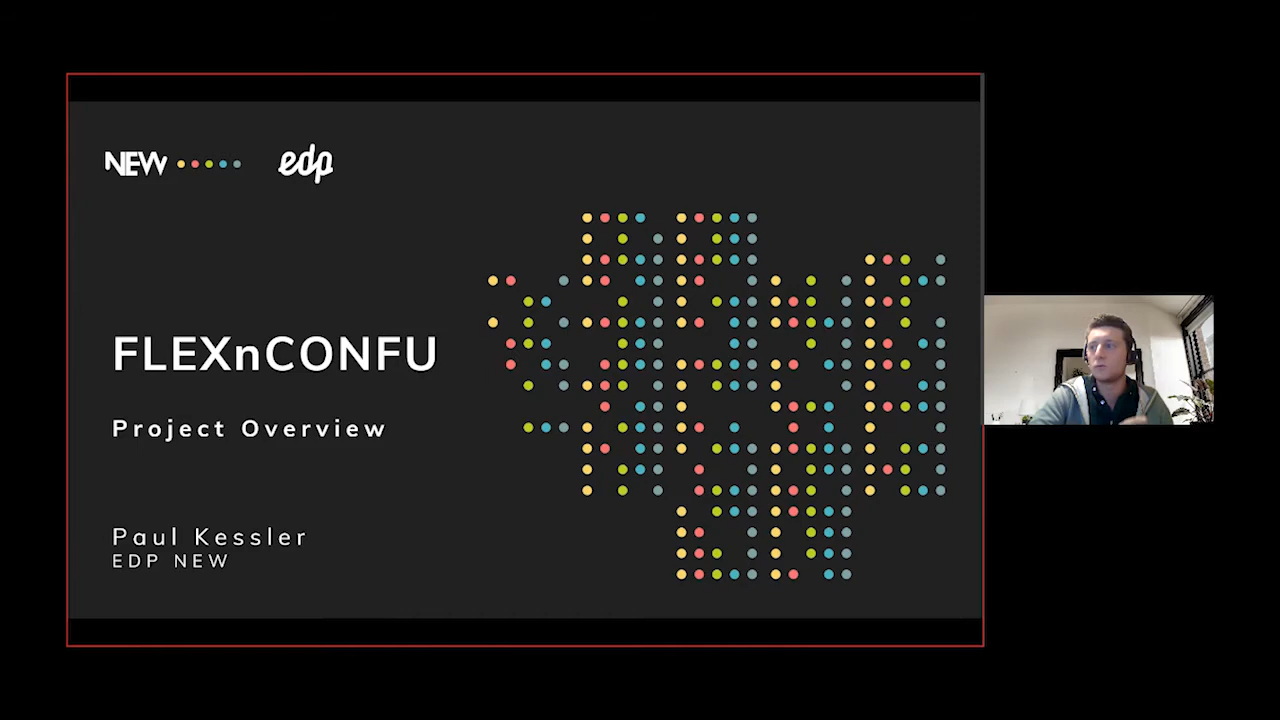 NEW
edp
FLEXnCONFU
Project Overview
Paul Kessler
EDP NEW